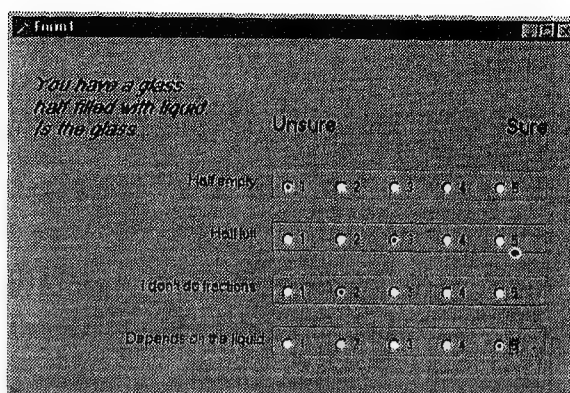 Form1
You have a glass
half filled with liquid
Is the glass...
Unsure Sure
Half empty 1 2 3 4 5
Half full 1 2 3 4 5
I don't do fractions 1 2 3 4 5
Depends on the liquid 1 2 3 4 5